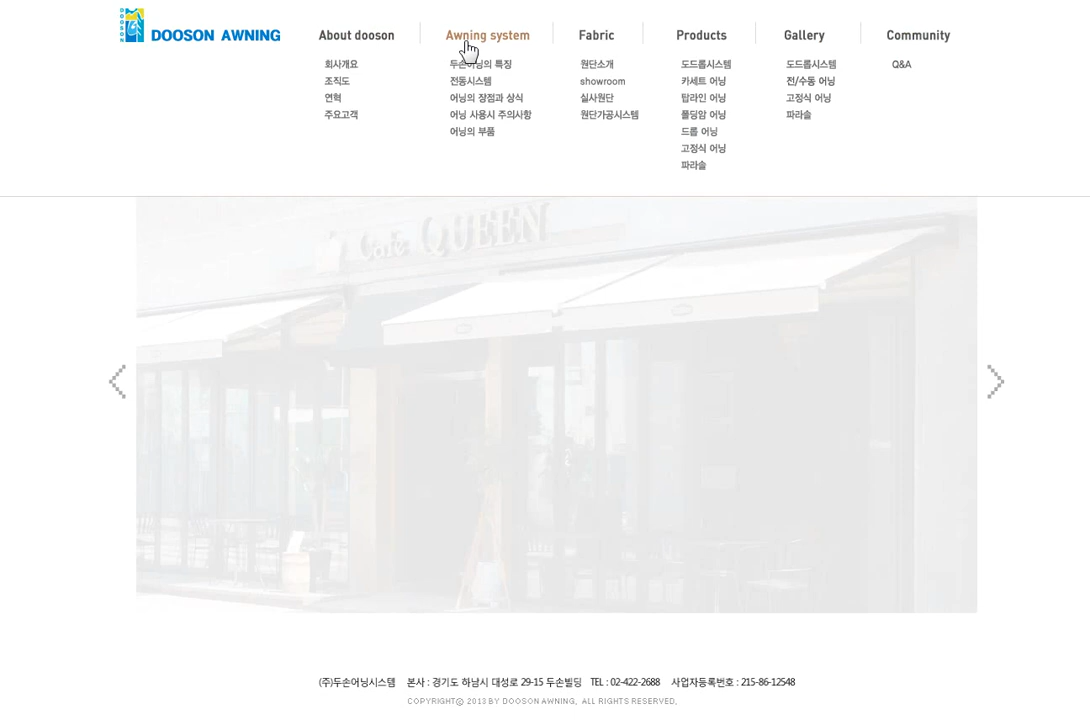 DOOSON
DOOSON AWNING
About dooson
Awning system
Fabric
Products
Gallery
Community
회사개요
조직도
연혁
주요고객
두손어닝의 특징
전동시스템
어닝의 장점과 상식
어닝 사용시 주의사항
어닝의 부품
원단소개
showroom
실사원단
원단가공시스템
도드롭시스템
카세트 어닝
탑라인 어닝
폴딩암 어닝
드롭 어닝
고정식 어닝
파라솔
도드롭시스템
전/수동 어닝
고정식 어닝
파라솔
Q&A
Cafe QUEEN
(주)두손어닝시스템 본사 : 경기도 하남시 대성로 29-15 두손빌딩 TEL : 02-422-2688 사업자등록번호 : 215-86-12548
COPYRIGHT© 2013 BY DOOSON AWNING, ALL RIGHTS RESERVED,